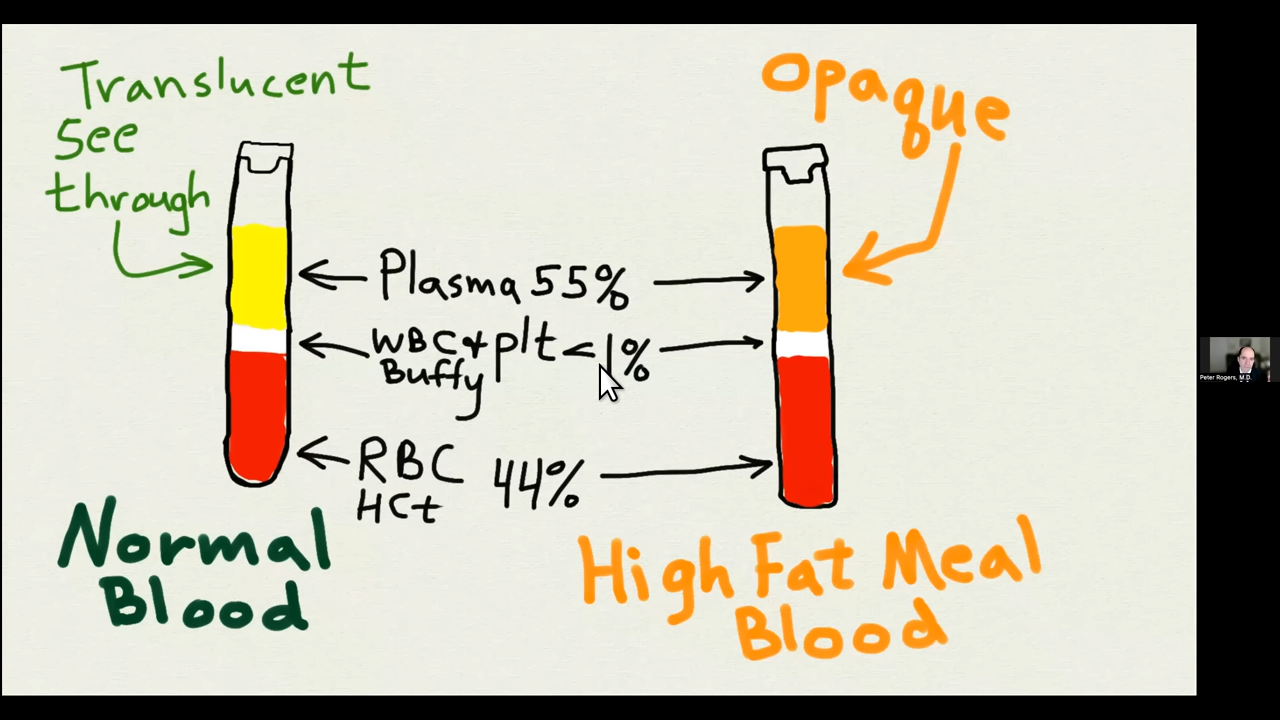 Translucent
See
through
Opaque
Plasma 55%
WBC + plt < 1%
Buffy
RBC 44%
HCt
Normal
Blood
High Fat Meal
Blood
Peter Rogers, M.D.